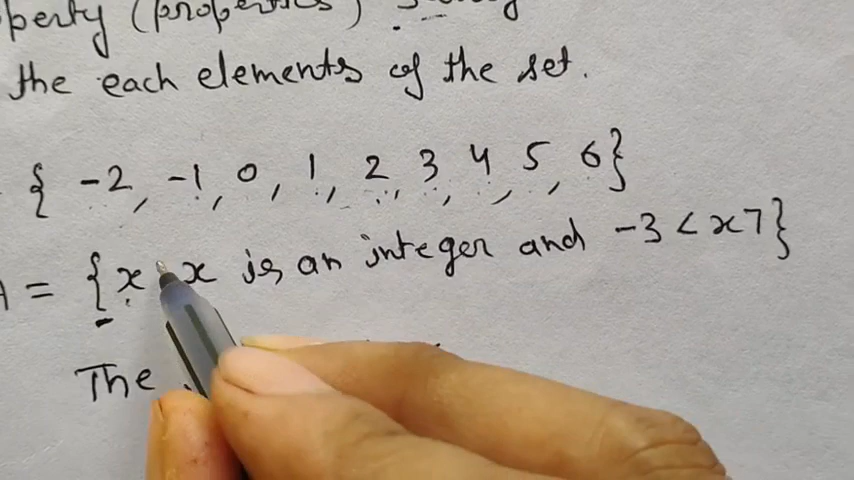 (properties)
the each elements of the set.
{ -2, -1, 0, 1, 2, 3, 4, 5, 6}
= {x x is an integer and -3 < x 7}
The